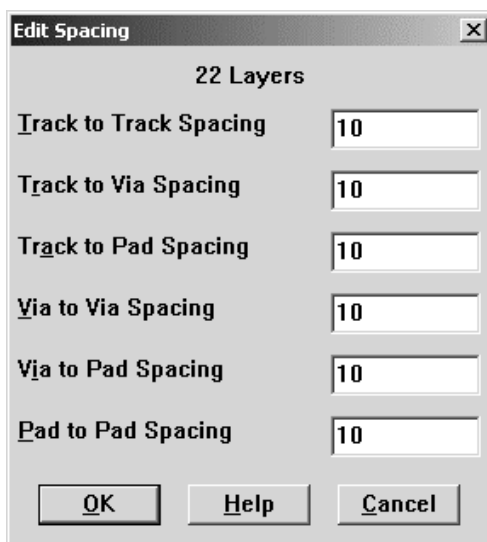 Edit Spacing
22 Layers
Track to Track Spacing 10
Track to Via Spacing 10
Track to Pad Spacing 10
Via to Via Spacing 10
Via to Pad Spacing 10
Pad to Pad Spacing 10
OK Help Cancel